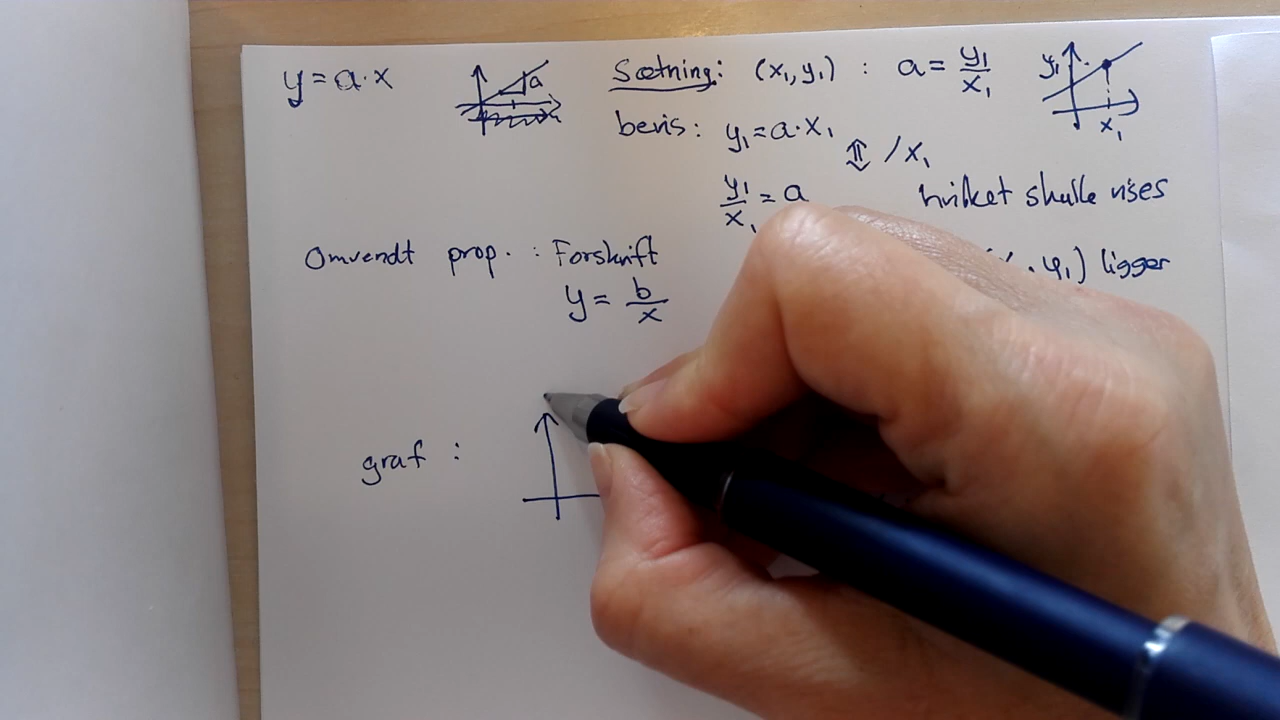 y = a · x
a
Sætning: (x₁, y₁) : a = y₁/x₁
y₁
x₁
bevis: y₁ = a · x₁
⇕ /x₁
y₁/x₁ = a hvilket skulle vises
Omvendt prop. : Forskrift
y₁) ligger
y = b/x
graf :